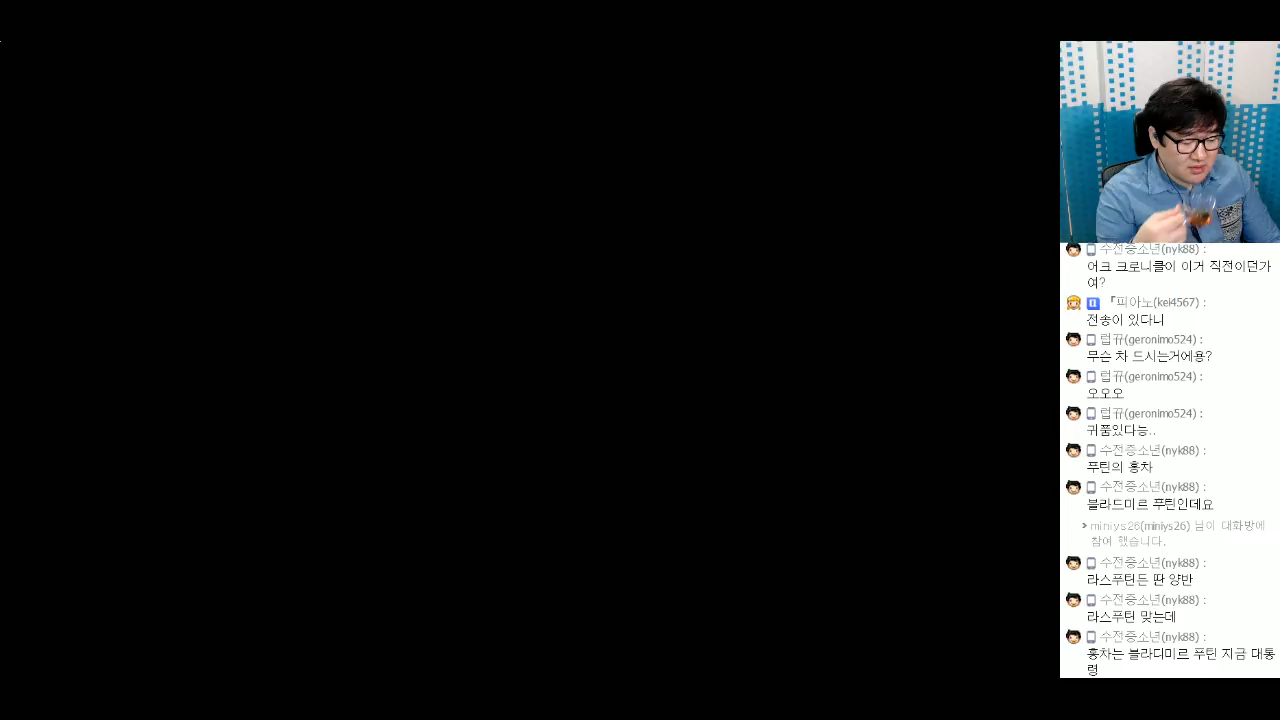 수전증소년(nyk88) :
어크 크로니클이 이거 직전이던가
여?
『피아노(kei4567) :
전송이 있다니
럽뀨(geronimo524) :
무슨 차 드시는거에용?
럽뀨(geronimo524) :
오오오
럽뀨(geronimo524) :
귀품있다능..
수전증소년(nyk88) :
푸틴의 홍차
수전증소년(nyk88) :
블라드미르 푸틴인데요
miniys26(miniys26) 님이 대화방에
참여 했습니다.
수전증소년(nyk88) :
라스푸틴든 딴 양반
수전증소년(nyk88) :
라스푸틴 맞는데
수전증소년(nyk88) :
홍차는 블라디미르 푸틴 지금 대통
령